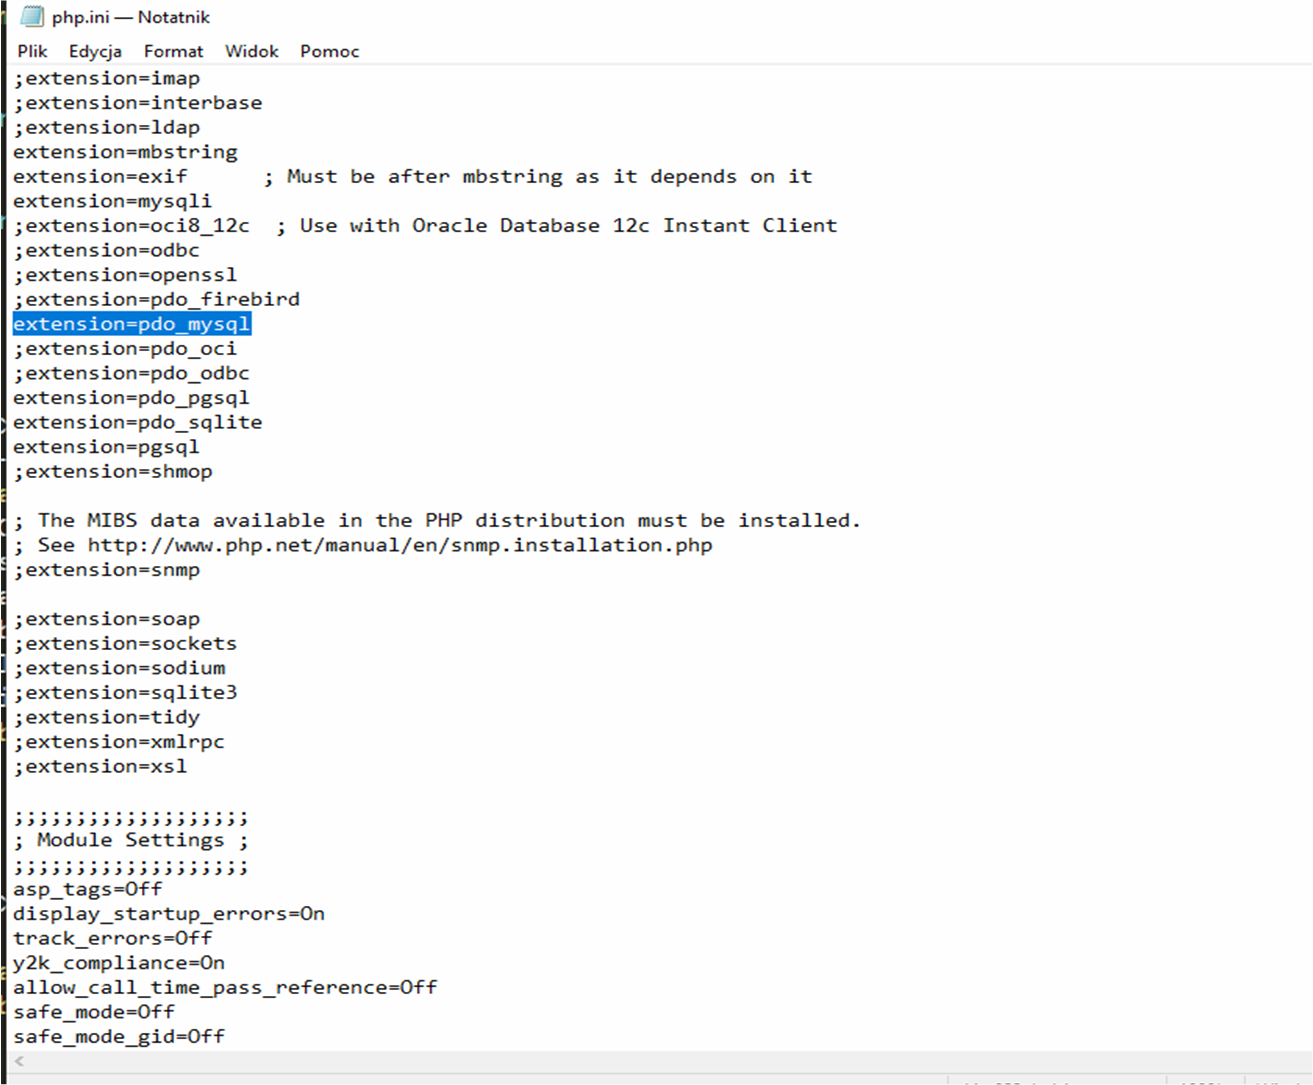 php.ini — Notatnik
Plik Edycja Format Widok Pomoc
;extension=imap
;extension=interbase
;extension=ldap
extension=mbstring
extension=exif      ; Must be after mbstring as it depends on it
extension=mysqli
;extension=oci8_12c  ; Use with Oracle Database 12c Instant Client
;extension=odbc
;extension=openssl
;extension=pdo_firebird
extension=pdo_mysql
;extension=pdo_oci
;extension=pdo_odbc
extension=pdo_pgsql
extension=pdo_sqlite
extension=pgsql
;extension=shmop
; The MIBS data available in the PHP distribution must be installed.
; See http://www.php.net/manual/en/snmp.installation.php
;extension=snmp
;extension=soap
;extension=sockets
;extension=sodium
;extension=sqlite3
;extension=tidy
;extension=xmlrpc
;extension=xsl
;;;;;;;;;;;;;;;;;;;
; Module Settings ;
;;;;;;;;;;;;;;;;;;;
asp_tags=Off
display_startup_errors=On
track_errors=Off
y2k_compliance=On
allow_call_time_pass_reference=Off
safe_mode=Off
safe_mode_gid=Off